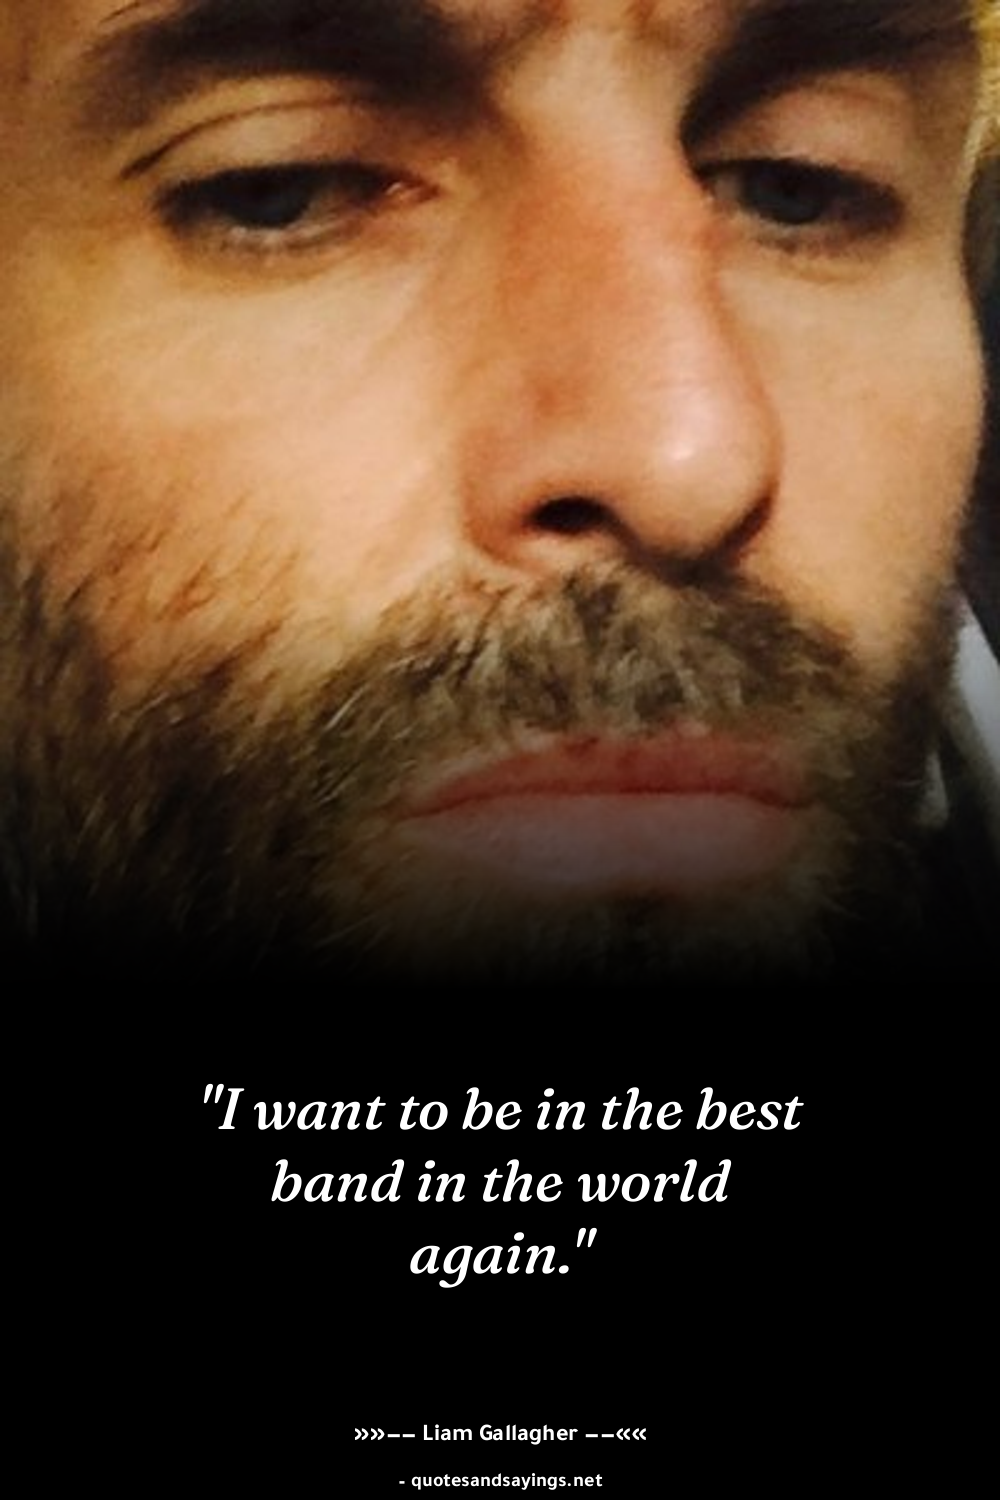 "I want to be in the best
band in the world
again."
»»–– Liam Gallagher ––««
- quotesandsayings.net